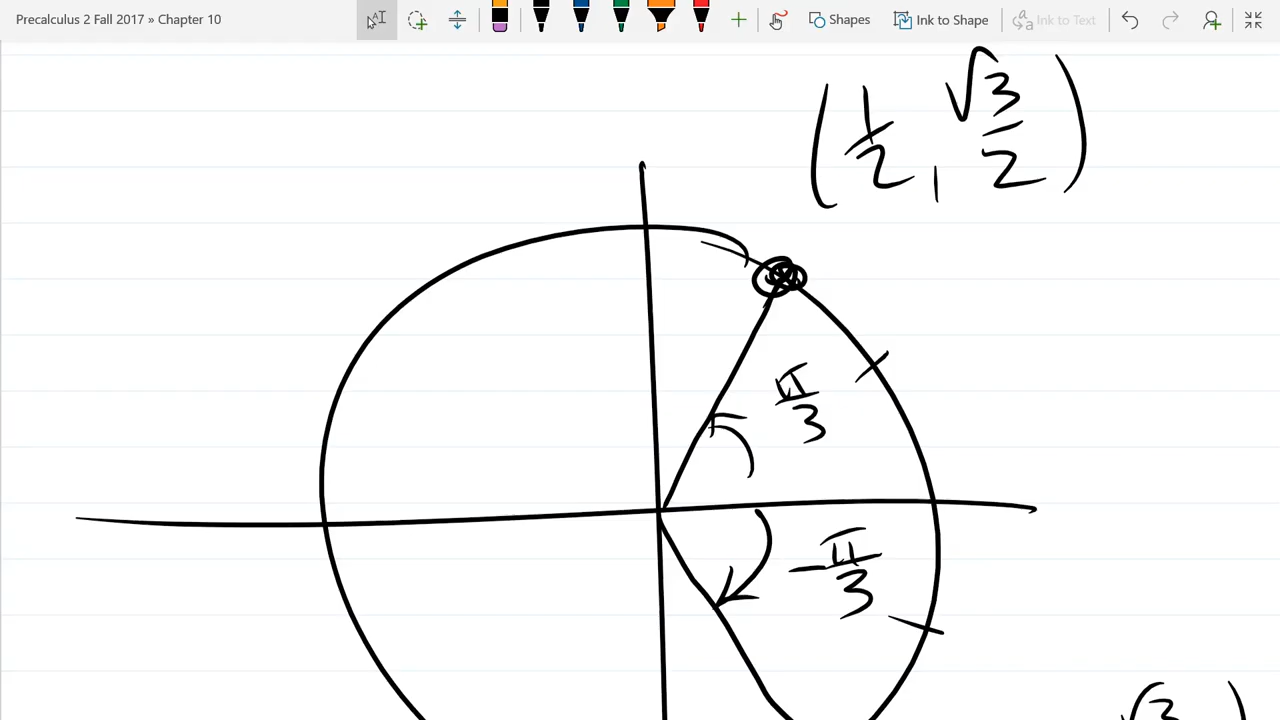 Precalculus 2 Fall 2017 » Chapter 10
Shapes
Ink to Shape
Ink to Text
(1/2, √3/2)
π/3
-π/3
√3
)